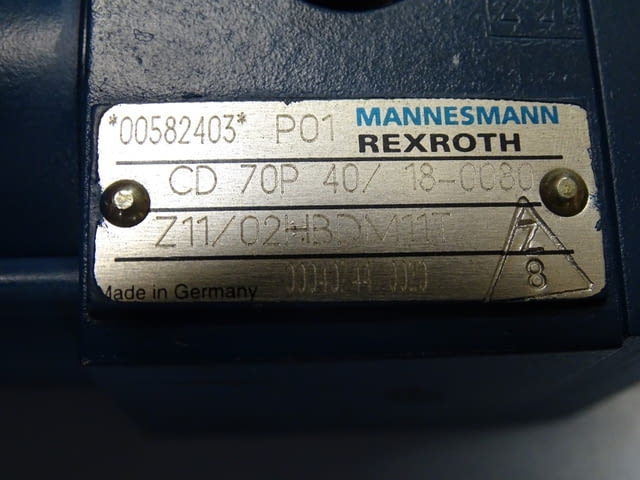 *00582403* P01 MANNESMANN
REXROTH
CD 70P 40/ 18-0080
Z11/02HBDM11T
Made in Germany
Z
8